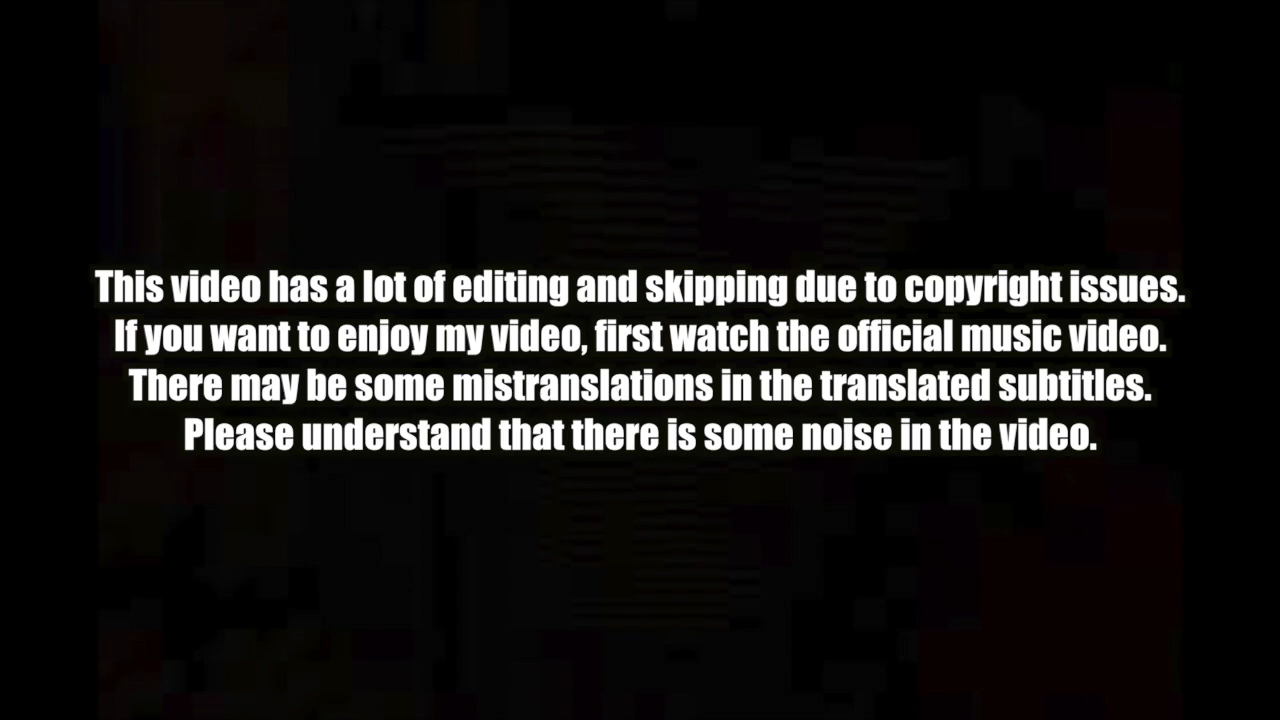 This video has a lot of editing and skipping due to copyright issues.
If you want to enjoy my video, first watch the official music video.
There may be some mistranslations in the translated subtitles.
Please understand that there is some noise in the video.